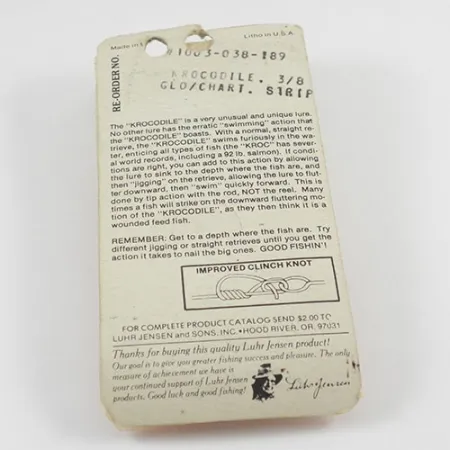 Made in U Litho in U.S.A.
RE-ORDER NO.
#1003-038-189
KROCODILE, 3/8
GLO/CHART. STRIP
The "KROCODILE" is a very unusual and unique lure.
No other lure has the erratic "swimming" action that
the "KROCODILE" boasts. With a normal, straight re-
trieve, the "KROCODILE" swims furiously in the wa-
ter, enticing all types of fish (the "KROC" has sever-
al world records, including a 92 lb. salmon). If condi-
tions are right, you can add to this action by allowing
the lure to sink to the depth where the fish are, and
then "jigging" on the retrieve, allowing the lure to flut-
ter downward, then "swim" quickly forward. This is
done by tip action with the rod, NOT the reel. Many
times a fish will strike on the downward fluttering mo-
tion of the "KROCODILE", as they then think it is a
wounded feed fish.
REMEMBER: Get to a depth where the fish are. Try
different jigging or straight retrieves until you get the
action it takes to nail the big ones. GOOD FISHIN'!
IMPROVED CLINCH KNOT
FOR COMPLETE PRODUCT CATALOG SEND $2.00 TO
LUHR JENSEN and SONS, INC. • HOOD RIVER, OR. 97031
Thanks for buying this quality Luhr Jensen product!
Our goal is to give you greater fishing success and pleasure. The only
measure of achievement we have is
your continued support of Luhr Jensen
products. Good luck and good fishing!
Luhr Jensen